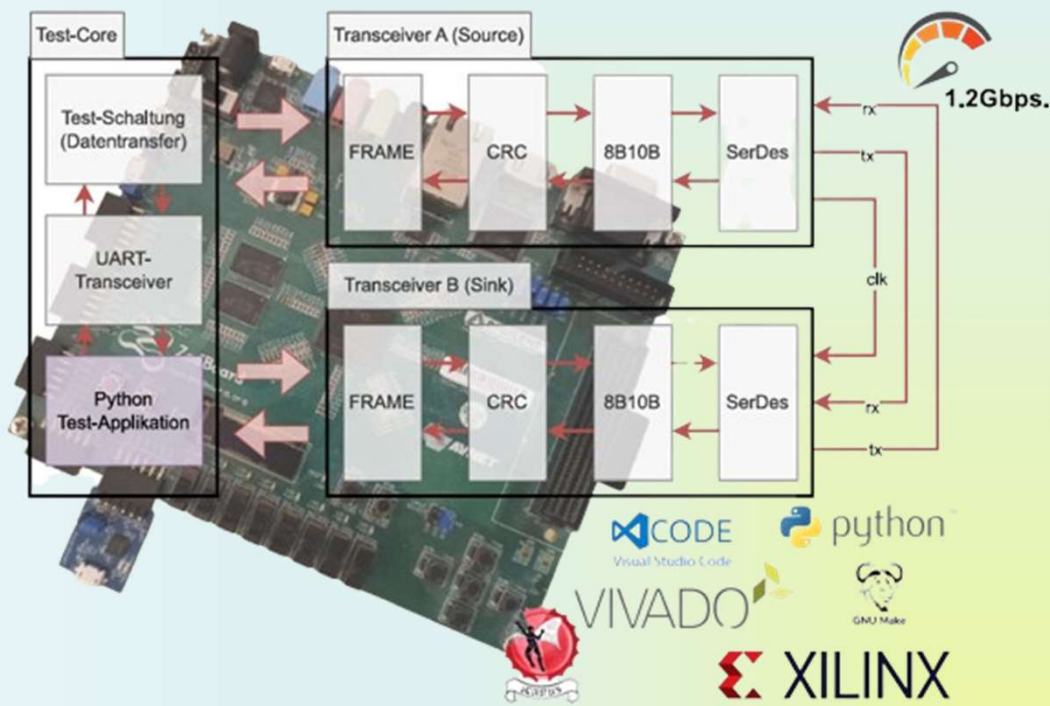 Test-Core
Transceiver A (Source)
1.2Gbps.
Test-Schaltung
(Datentransfer)
FRAME
CRC
8B10B
SerDes
rx
tx
UART-
Transceiver
clk
Transceiver B (Sink)
Python
Test-Applikation
FRAME
CRC
8B10B
SerDes
rx
tx
AVNET
CODE
Visual Studio Code
python
VIVADO
GNU Make
XILINX